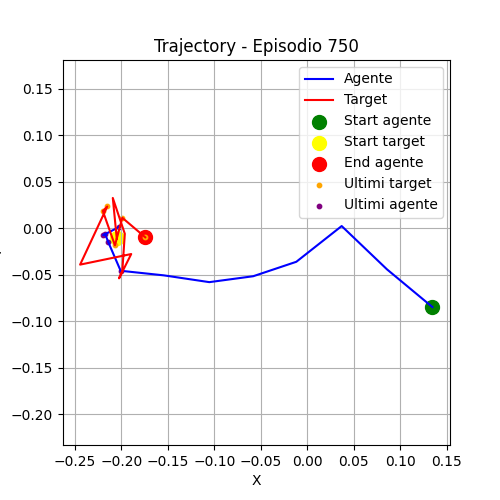 Trajectory - Episodio 750
Agente
Target
Start agente
Start target
End agente
Ultimi target
Ultimi agente
0.15
0.10
0.05
0.00
−0.05
−0.10
−0.15
−0.20
−0.25 −0.20 −0.15 −0.10 −0.05 0.00 0.05 0.10 0.15
X